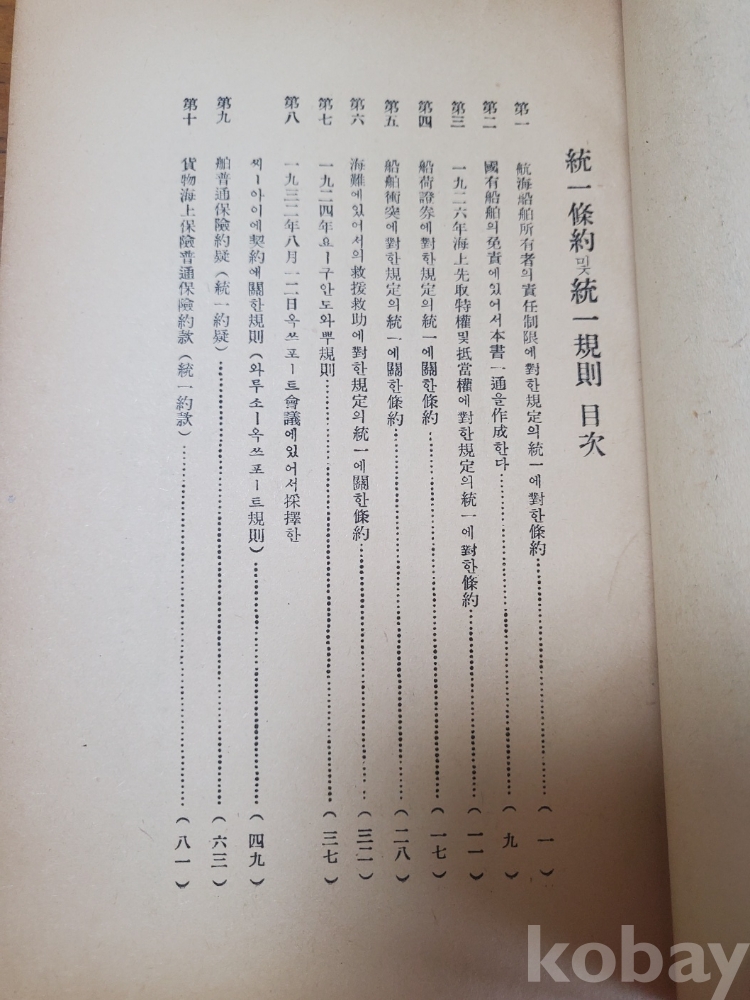 統一條約 및 統一規則 目次
第一 航海船舶所有者의責任制限에對한規定의統一에對한條約……(一)
第二 國有船舶의免責에있어서本書一通을作成한다……(九)
第三 一九二六年海上先取特權및抵當權에對한規定의統一에對한條約……(一一)
第四 船荷證券에對한規定의統一에關한條約……(一七)
第五 船舶術突에對한規定의統一에關한條約……(二八)
第六 海難에있어서의救援救助에對한規定의統一에關한條約……(三二)
第七 一九二四年요ー구안도와뿌規則……(三七)
第八 一九三二年八月一二日옥쓰포ー트會議에있어서採擇한
씨ー아이에契約에關한規則(와루소ー옥쓰포ー트規則)……(四九)
第九 舶普通保險約疑(統一約疑)……(六三)
第十 貨物海上保險普通保險約款(統一約款)……(八一)
kobay